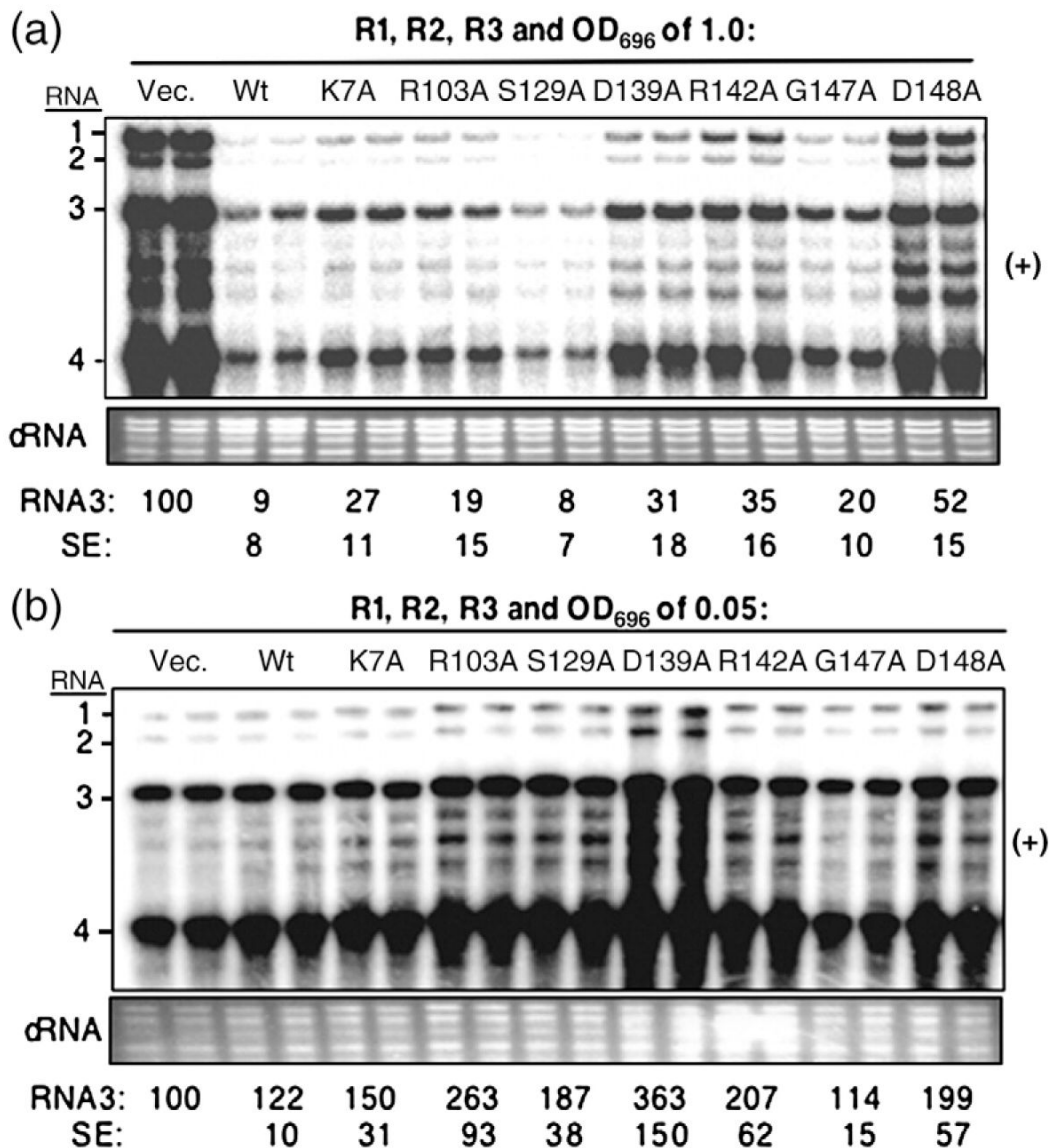 (a)
R1, R2, R3 and OD696 of 1.0:
RNA Vec. Wt K7A R103A S129A D139A R142A G147A D148A
1
2
3
(+)
4
rRNA
RNA3: 100 9 27 19 8 31 35 20 52
SE: 8 11 15 7 18 16 10 15
(b)
R1, R2, R3 and OD696 of 0.05:
Vec. Wt K7A R103A S129A D139A R142A G147A D148A
RNA
1
2
3
(+)
4
rRNA
RNA3: 100 122 150 263 187 363 207 114 199
SE: 10 31 93 38 150 62 15 57